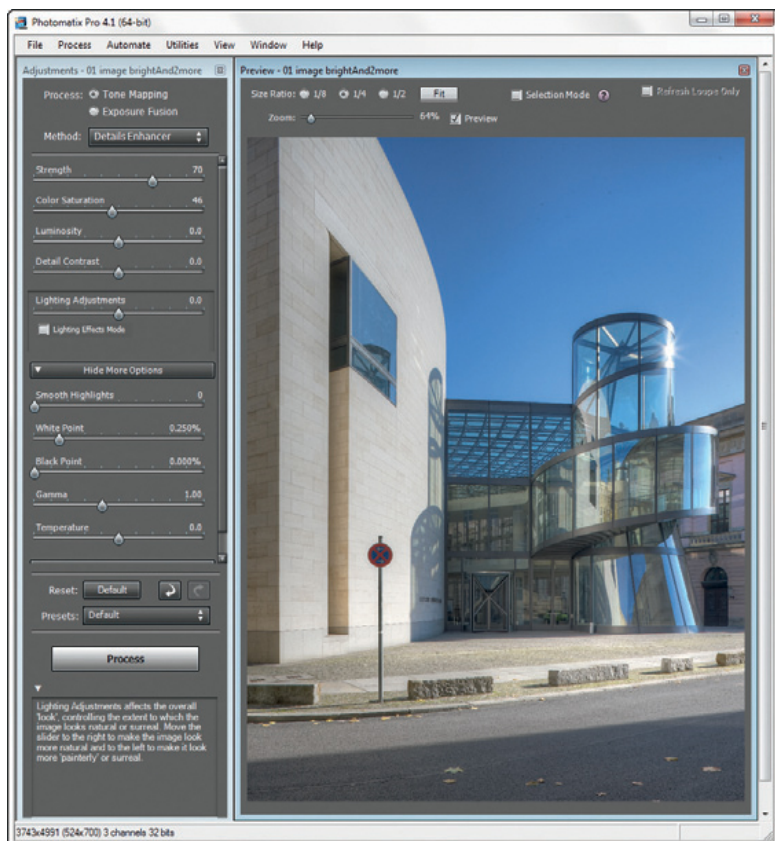 Photomatix Pro 4.1 (64-bit)
File Process Automate Utilities View Window Help
Adjustments - 01 image brightAnd2more
Process: Tone Mapping
Exposure Fusion
Method: Details Enhancer
Strength 70
Color Saturation 46
Luminosity 0.0
Detail Contrast 0.0
Lighting Adjustments 0.0
Lighting Effects Mode
Hide More Options
Smooth Highlights 0
White Point 0.250%
Black Point 0.000%
Gamma 1.00
Temperature 0.0
Reset: Default
Presets: Default
Process
Lighting Adjustments affects the overall
'look', controlling the extent to which the
image looks natural or surreal. Move the
slider to the right to make the image look
more natural and to the left to make it look
more 'painterly' or surreal.
Preview - 01 image brightAnd2more
Size Ratio: 1/8 1/4 1/2 Fit Selection Mode ? Refresh Loupe Only
Zoom: 64% Preview
3743x4991 (524x700) 3 channels 32 bits